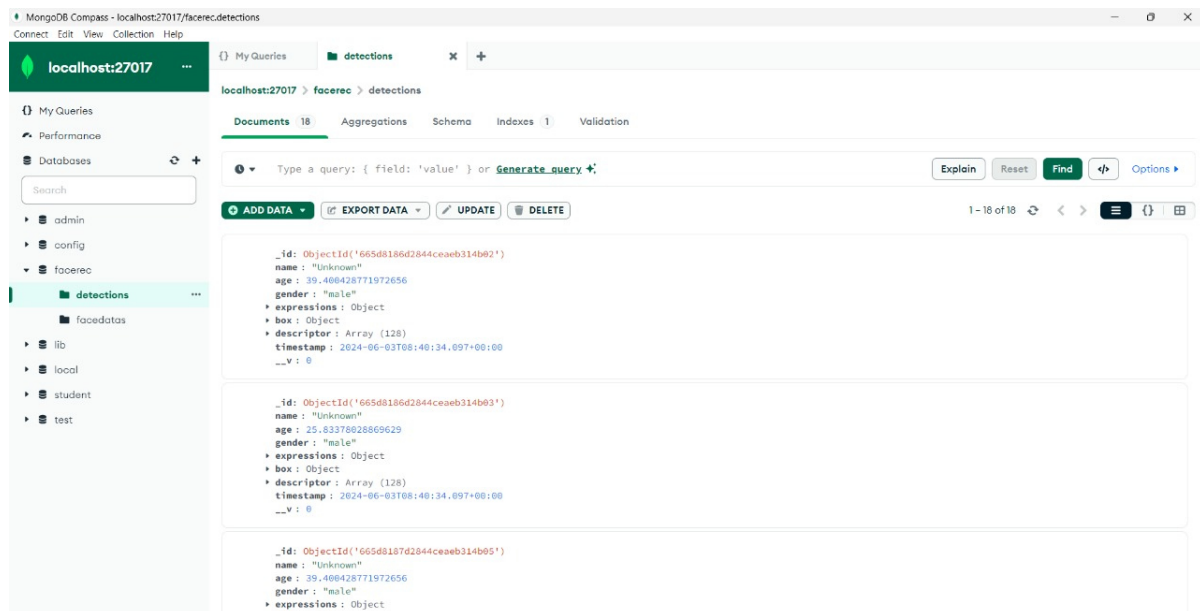 MongoDB Compass - localhost:27017/facerec.detections
Connect Edit View Collection Help
localhost:27017 ...
{} My Queries
Performance
Databases
Search
admin
config
facerec
detections ...
facedatas
lib
local
student
test
{} My Queries detections
localhost:27017 > facerec > detections
Documents 18 Aggregations Schema Indexes 1 Validation
Type a query: { field: 'value' } or Generate query
Explain Reset Find </> Options
ADD DATA EXPORT DATA UPDATE DELETE
1 - 18 of 18 {}
_id: ObjectId('665d8186d2844ceaeb314b02')
name : "Unknown"
age : 39.400428771972656
gender : "male"
expressions : Object
box : Object
descriptor : Array (128)
timestamp : 2024-06-03T08:40:34.097+00:00
__v : 0
_id: ObjectId('665d8186d2844ceaeb314b03')
name : "Unknown"
age : 25.83378028869629
gender : "male"
expressions : Object
box : Object
descriptor : Array (128)
timestamp : 2024-06-03T08:40:34.097+00:00
__v : 0
_id: ObjectId('665d8187d2844ceaeb314b05')
name : "Unknown"
age : 39.400428771972656
gender : "male"
expressions : Object